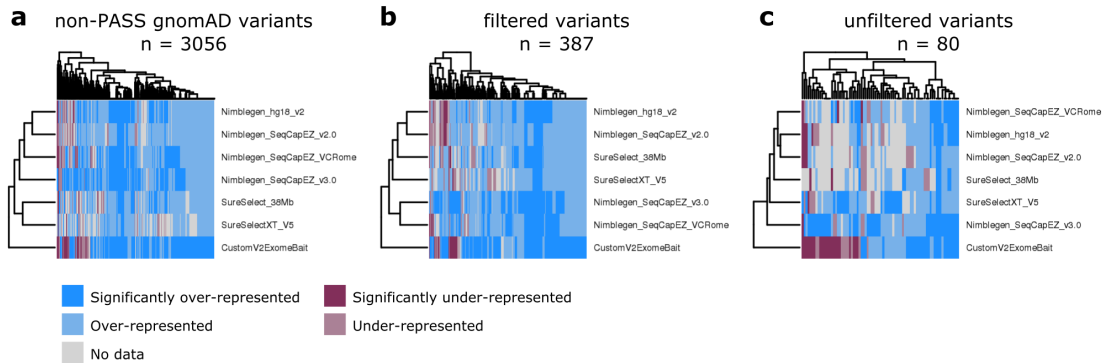 a
non-PASS gnomAD variants
n = 3056
Nimblegen_hg18_v2
Nimblegen_SeqCapEZ_v2.0
Nimblegen_SeqCapEZ_VCRome
Nimblegen_SeqCapEZ_v3.0
SureSelect_38Mb
SureSelectXT_V5
CustomV2ExomeBait
b
filtered variants
n = 387
Nimblegen_hg18_v2
Nimblegen_SeqCapEZ_v2.0
SureSelect_38Mb
SureSelectXT_V5
Nimblegen_SeqCapEZ_v3.0
Nimblegen_SeqCapEZ_VCRome
CustomV2ExomeBait
c
unfiltered variants
n = 80
Nimblegen_SeqCapEZ_VCRome
Nimblegen_hg18_v2
Nimblegen_SeqCapEZ_v2.0
SureSelect_38Mb
SureSelectXT_V5
Nimblegen_SeqCapEZ_v3.0
CustomV2ExomeBait
Significantly over-represented
Over-represented
No data
Significantly under-represented
Under-represented